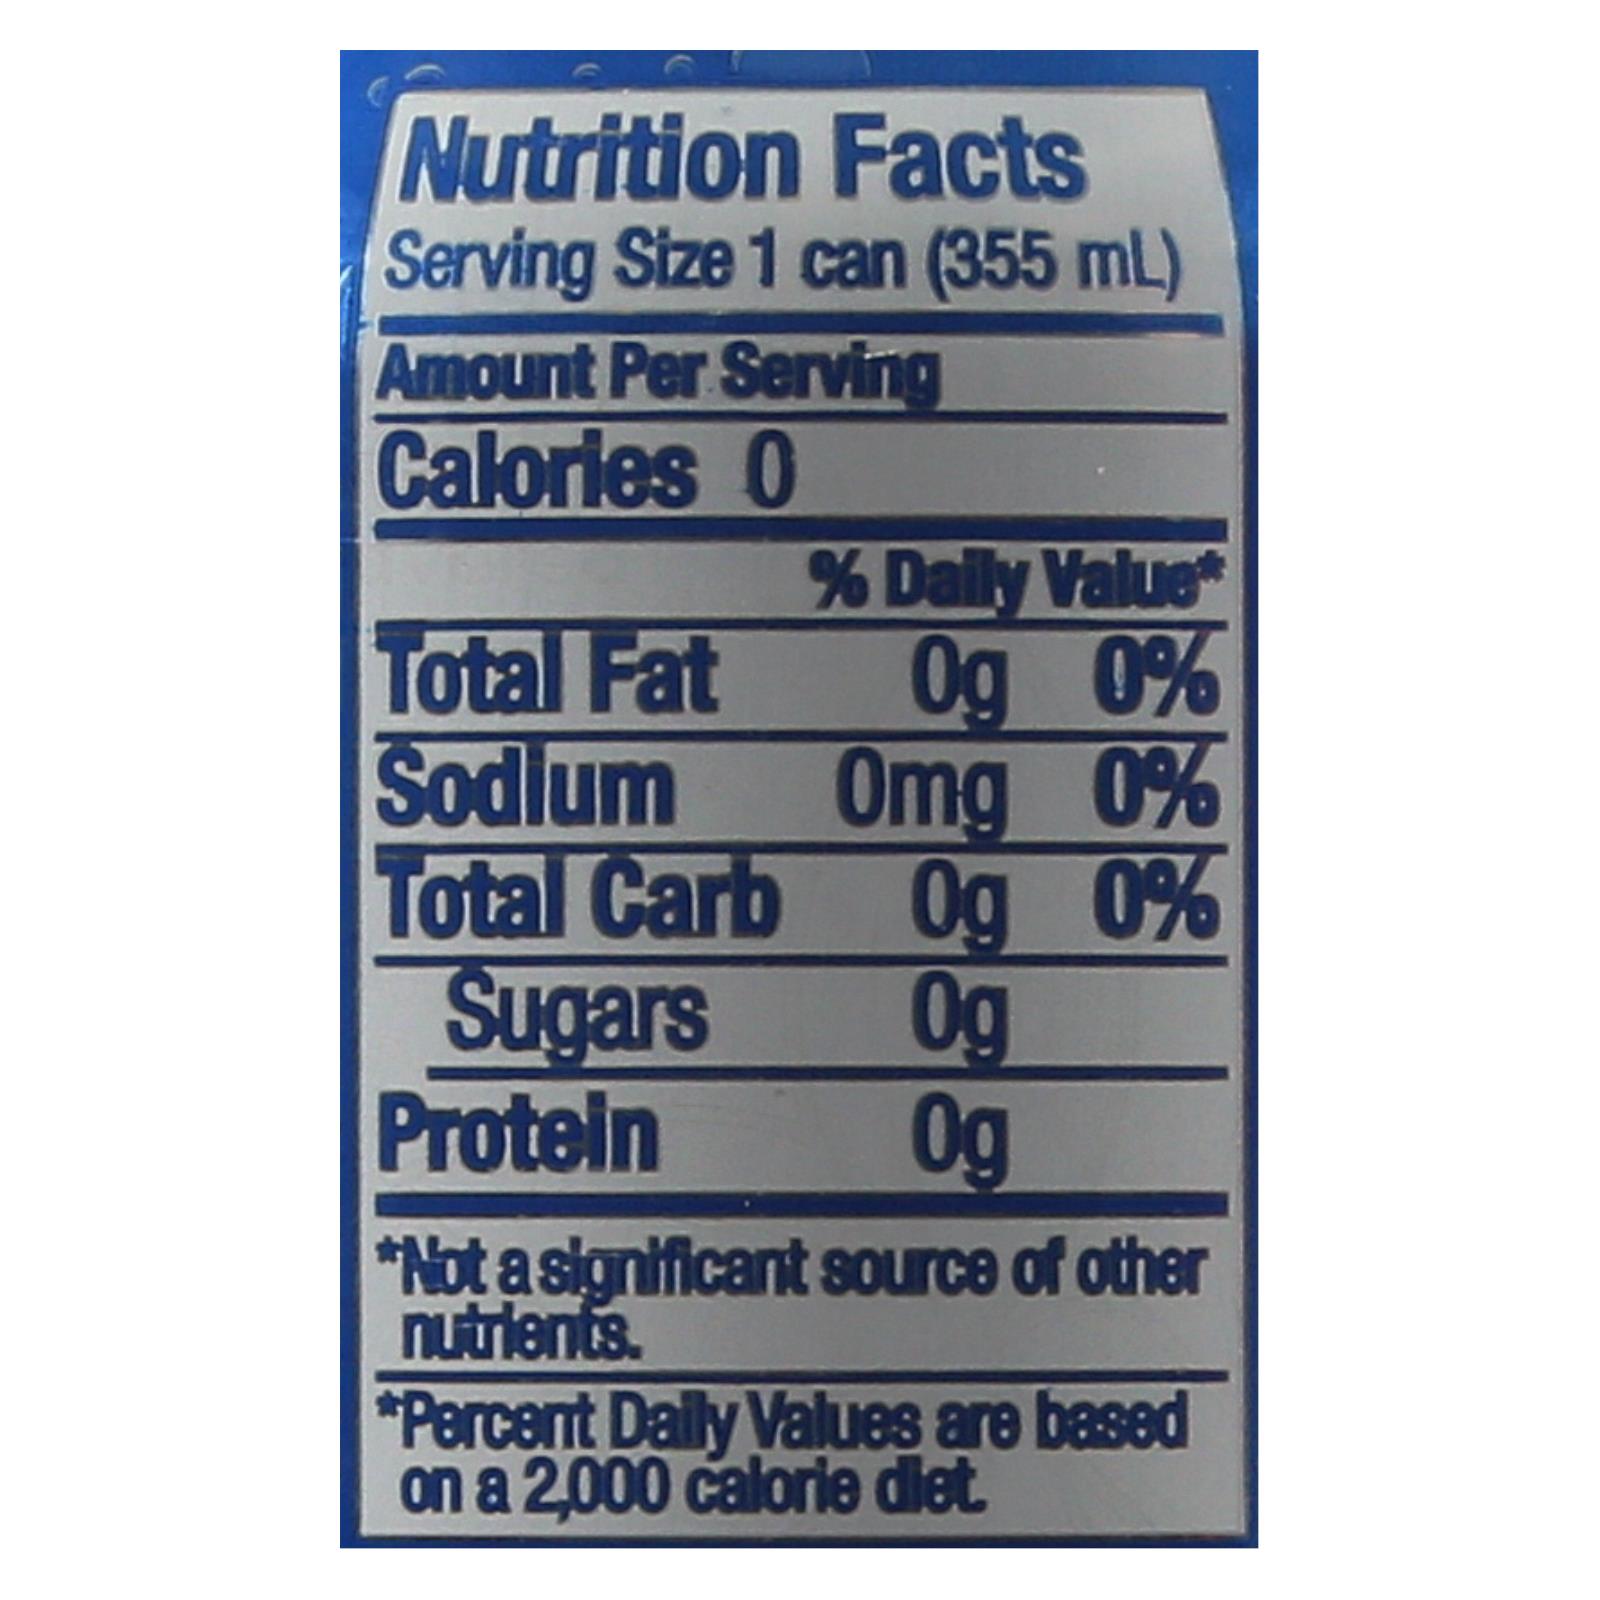 Nutrition Facts
Serving Size 1 can (355 mL)
Amount Per Serving
Calories 0
% Daily Value*
Total Fat 0g 0%
Sodium 0mg 0%
Total Carb 0g 0%
Sugars 0g
Protein 0g
*Not a significant source of other
nutrients.
*Percent Daily Values are based
on a 2,000 calorie diet.